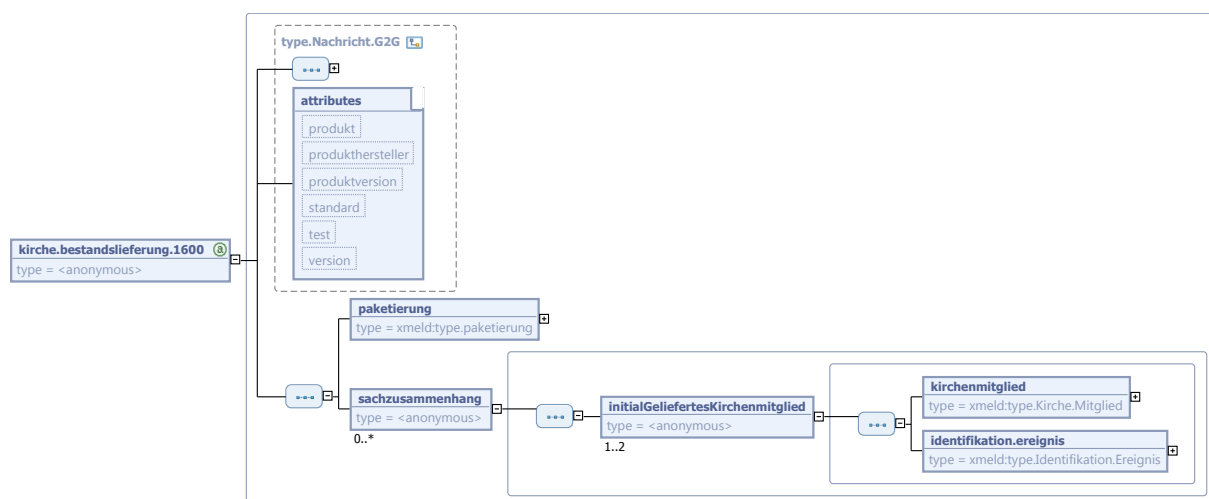 type.Nachricht.G2G
attributes
produkt
produkthersteller
produktversion
standard
test
version
kirche.bestandslieferung.1600 a
type = <anonymous>
paketierung
type = xmeld:type.paketierung
sachzusammenhang
type = <anonymous>
0..*
initialGeliefertesKirchenmitglied
type = <anonymous>
1..2
kirchenmitglied
type = xmeld:type.Kirche.Mitglied
identifikation.ereignis
type = xmeld:type.Identifikation.Ereignis